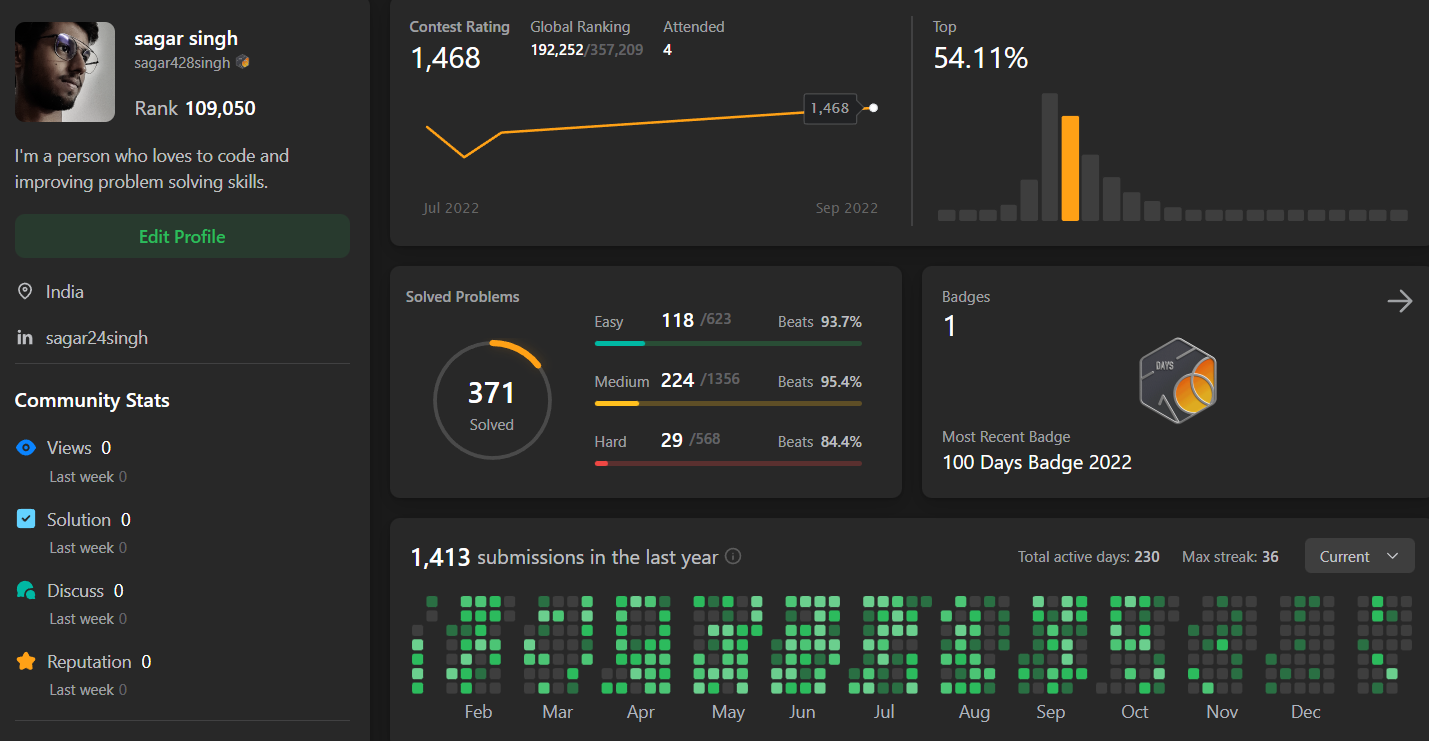 sagar singh
sagar428singh
Rank 109,050
I'm a person who loves to code and
improving problem solving skills.
Edit Profile
India
sagar24singh
Community Stats
Views 0
Last week 0
Solution 0
Last week 0
Discuss 0
Last week 0
Reputation 0
Last week 0
Contest Rating Global Ranking Attended
1,468 192,252/357,209 4
1,468
Jul 2022 Sep 2022
Top
54.11%
Solved Problems
371
Solved
Easy 118 /623 Beats 93.7%
Medium 224 /1356 Beats 95.4%
Hard 29 /568 Beats 84.4%
Badges
1
DAYS
Most Recent Badge
100 Days Badge 2022
1,413 submissions in the last year Total active days: 230 Max streak: 36 Current
Feb Mar Apr May Jun Jul Aug Sep Oct Nov Dec